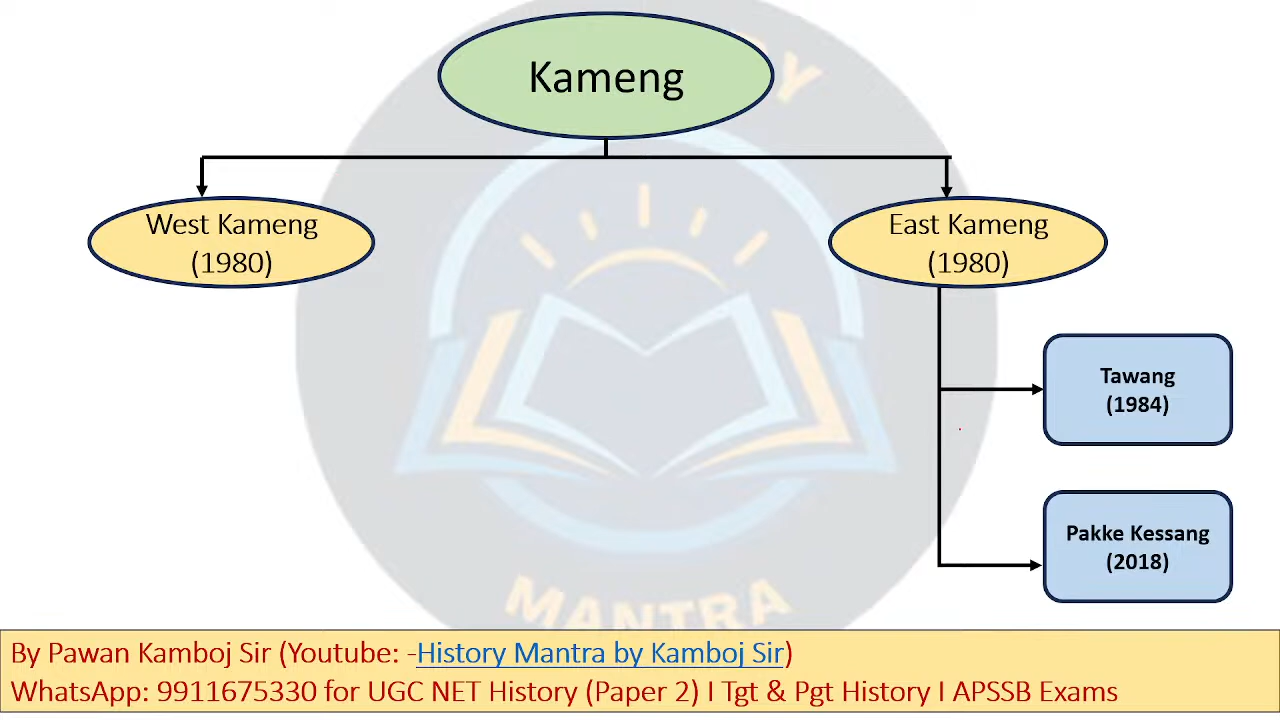 Kameng
West Kameng
(1980)
East Kameng
(1980)
Tawang
(1984)
Pakke Kessang
(2018)
MANTRA
By Pawan Kamboj Sir (Youtube: -History Mantra by Kamboj Sir)
WhatsApp: 9911675330 for UGC NET History (Paper 2) I Tgt & Pgt History I APSSB Exams